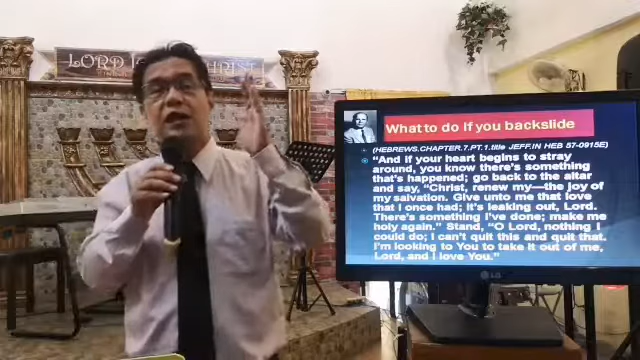 LORD
CHRIST
What to do If you backslide
(HEBREWS.CHAPTER.7.PT.1.title JEFF.IN HEB 57-0915E)
"And if your heart begins to stray
around, you know there's something
that's happened; go back to the altar
and say, "Christ, renew my—the joy of
my salvation. Give unto me that love
that I once had; it's leaking out, Lord.
There's something I've done; make me
holy again." Stand, "O Lord, nothing I
could do; I can't quit this and quit that.
I'm looking to You to take it out of me,
Lord, and I love You."
LG